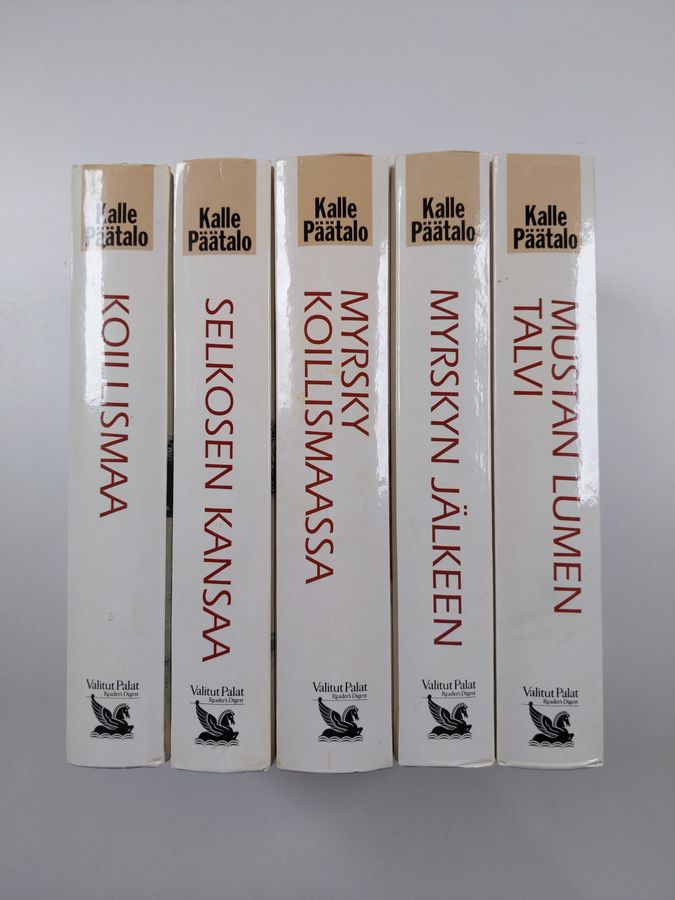 Kalle
Päätalo
KOILLISMAA
Valitut Palat
Reader's Digest
Kalle
Päätalo
SELKOSEN KANSAA
Valitut Palat
Reader's Digest
Kalle
Päätalo
MYRSKY
KOILLISMAASSA
Valitut Palat
Reader's Digest
Kalle
Päätalo
MYRSKYN JÄLKEEN
Valitut Palat
Reader's Digest
Kalle
Päätalo
MUSTAN LUMEN
TALVI
Valitut Palat
Reader's Digest